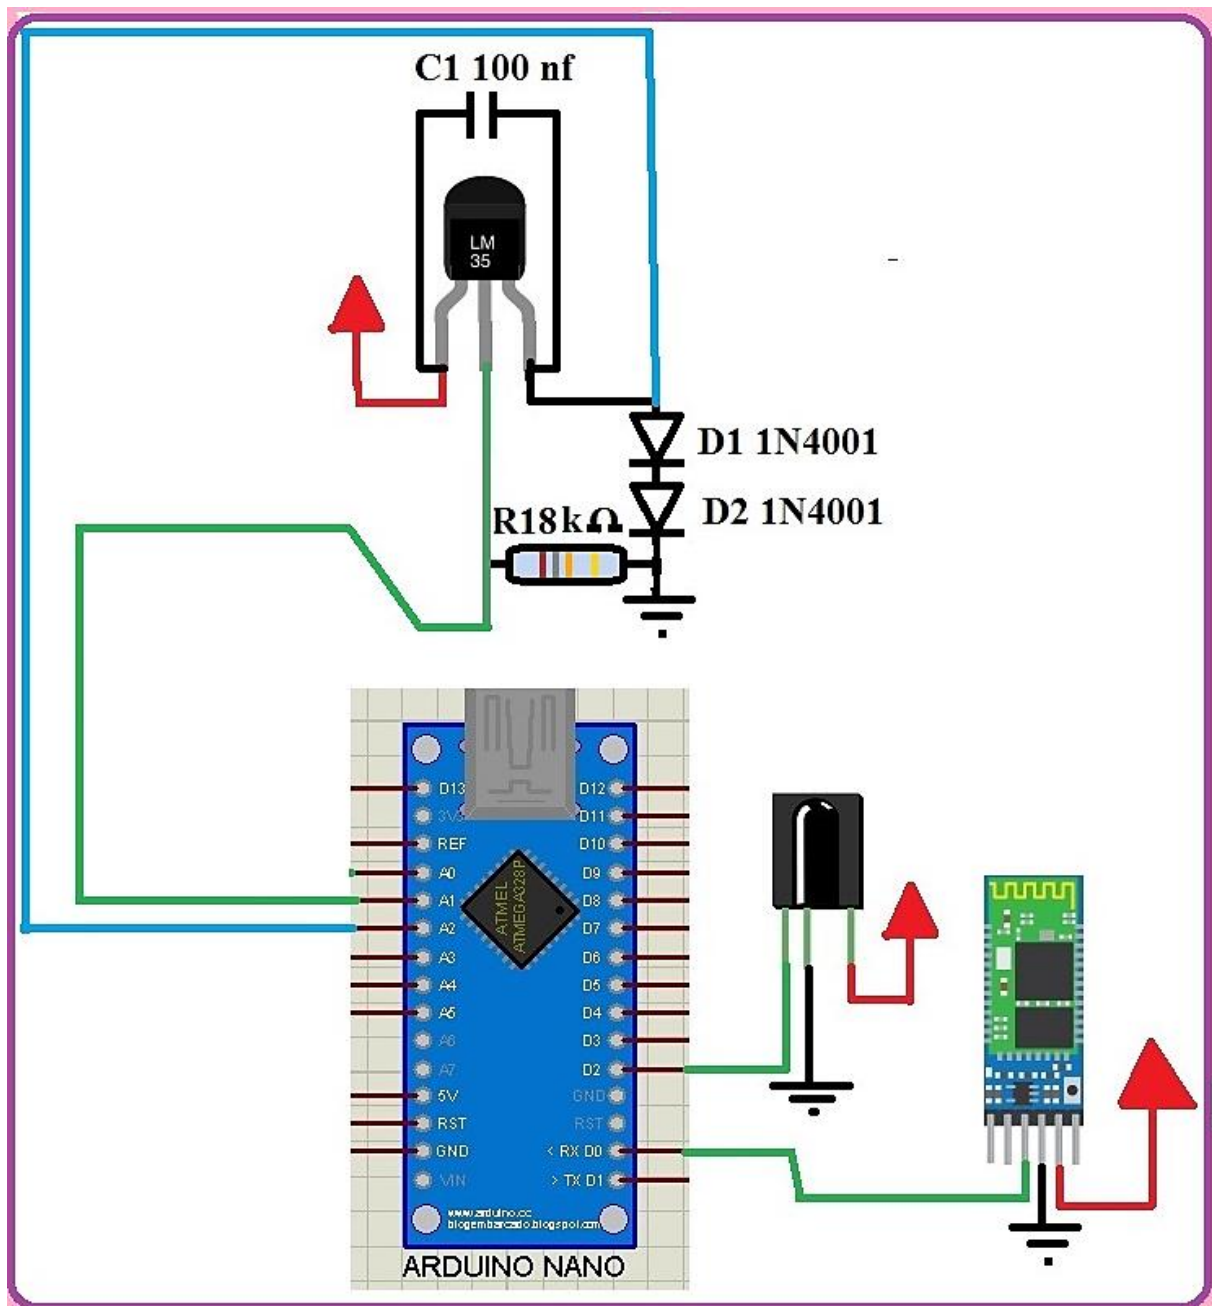 C1 100 nf
LM
35
D1 1N4001
D2 1N4001
R18kΩ
D13 D12
3V3 D11
REF D10
A0 D9
A1 D8
A2 D7
A3 D6
A4 D5
A5 D4
A6 D3
A7 D2
5V GND
RST RST
GND < RX D0
VIN > TX D1
ATMEL
ATMEGA328P
www.arduino.cc
blogembarcado.blogspot.com
ARDUINO NANO